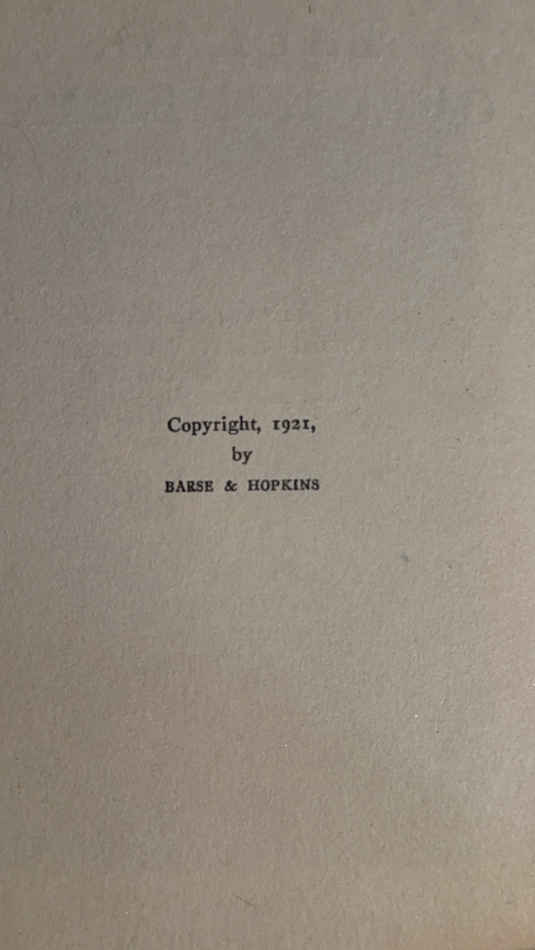 Copyright, 1921,
by
BARSE & HOPKINS